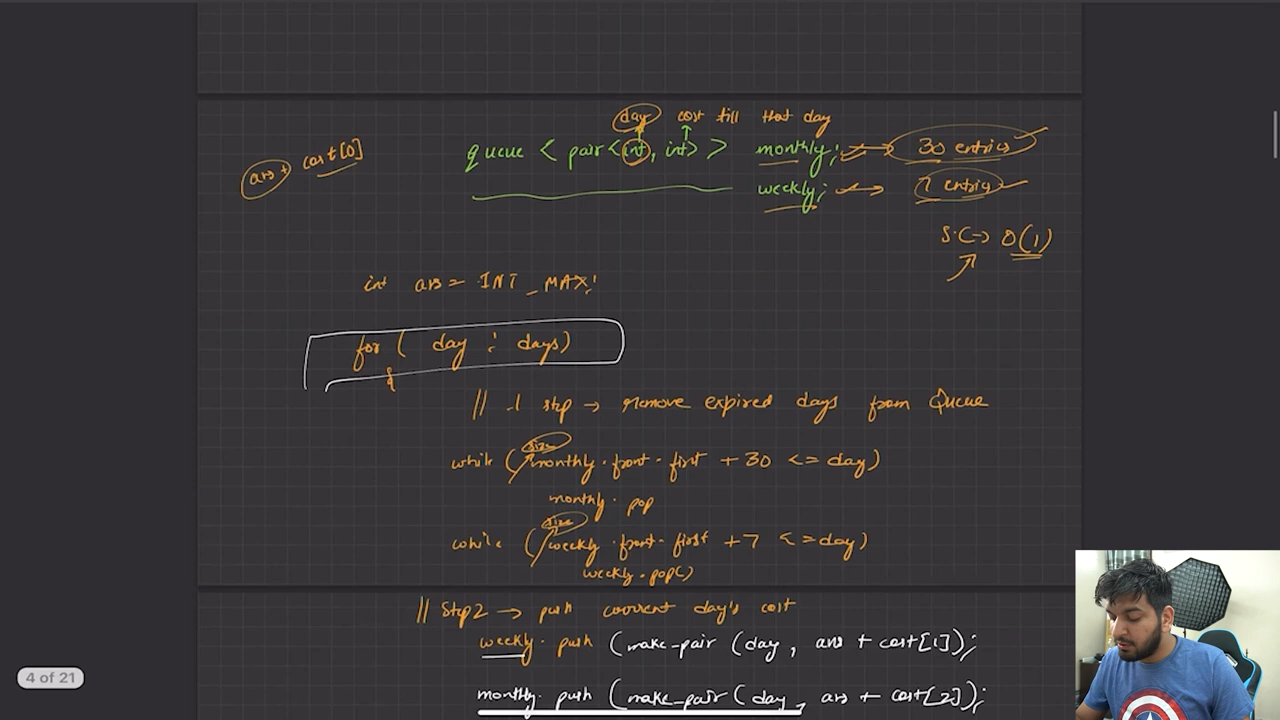 day cost till that day
ans + cost[0]
queue < pair<int, int> > monthly; → 30 entries
weekly; → 7 entries
S.C → O(1)
int ans = INT_MAX;
for ( day : days)
{
// 1 step → remove expired days from Queue
size
while ( monthly.front.first + 30 <= day)
monthly.pop
size
while ( weekly.front.first + 7 <= day)
weekly.pop()
// Step2 → push current day's cost
weekly.push (make_pair (day, ans + cost[1]);
monthly.push (make_pair (day, ans + cost[2]);
4 of 21